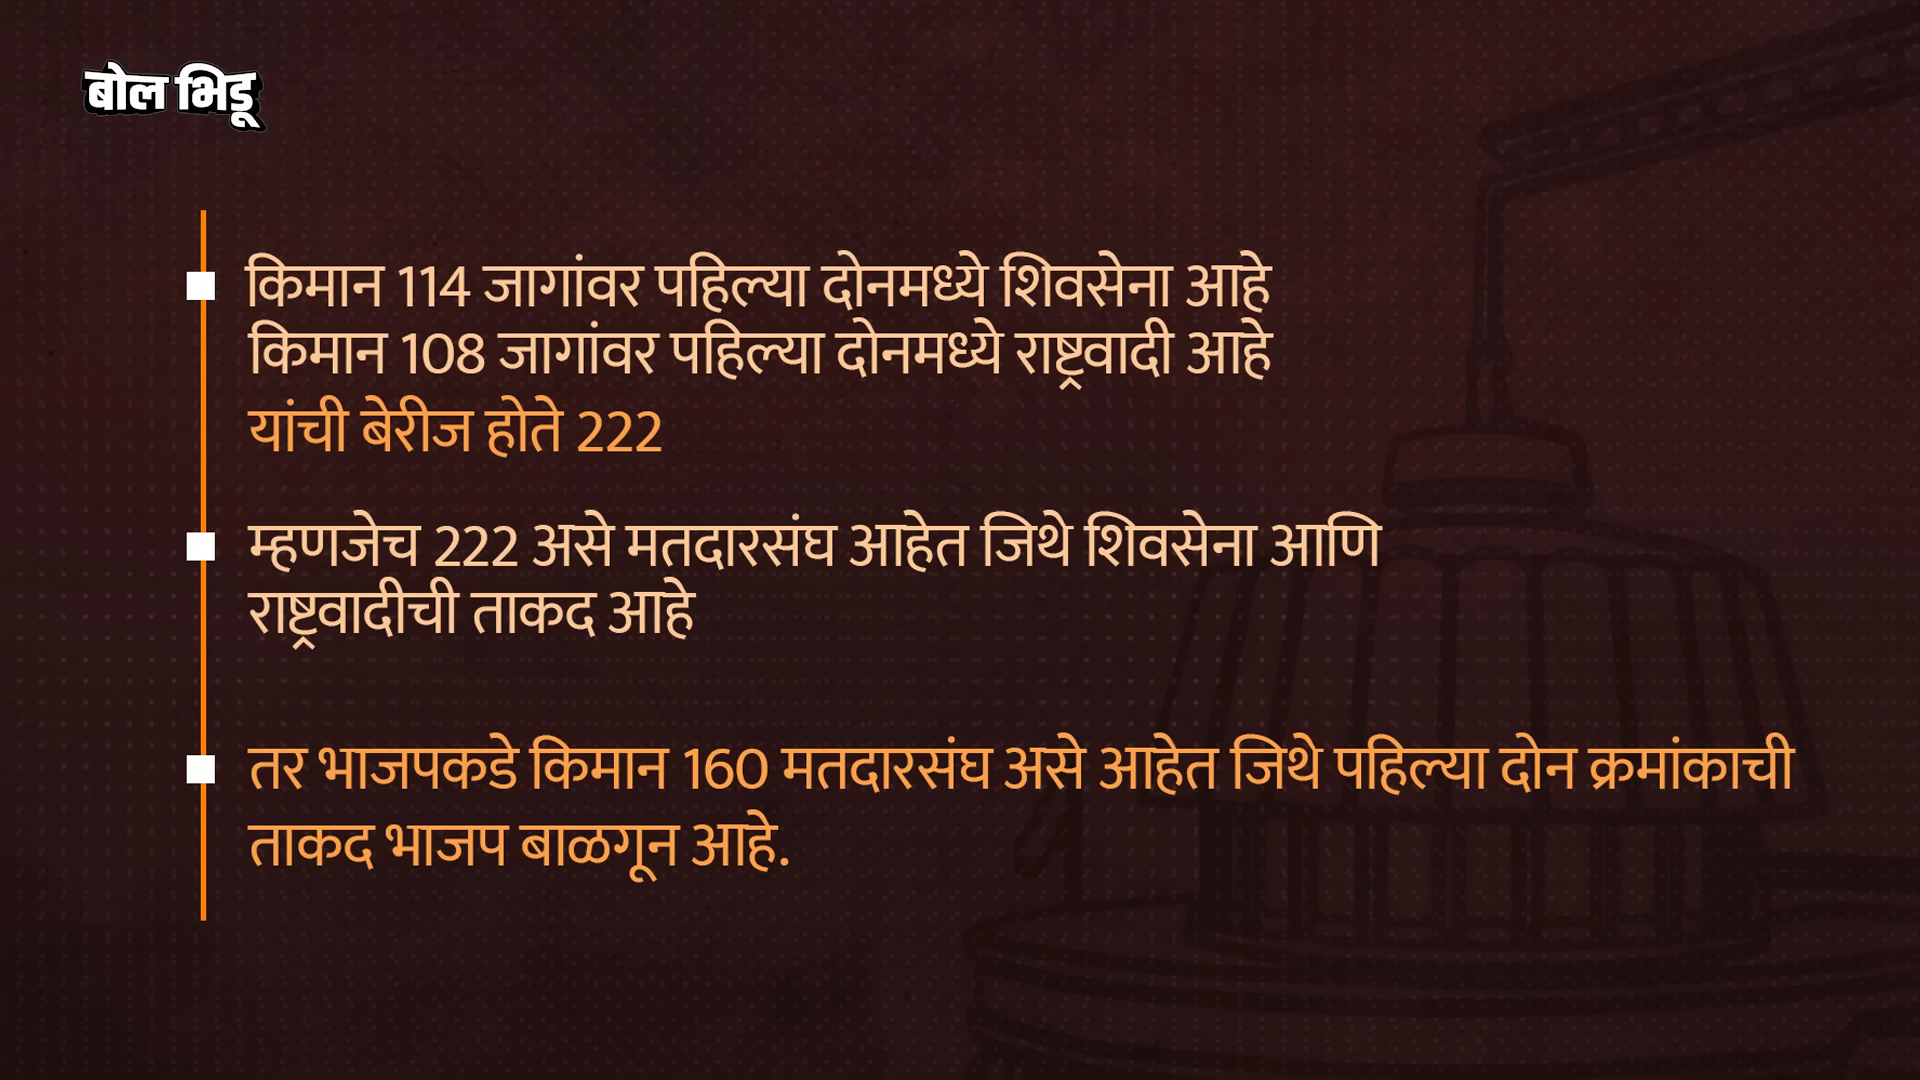 बोल भिडू
किमान 114 जागांवर पहिल्या दोनमध्ये शिवसेना आहे
किमान 108 जागांवर पहिल्या दोनमध्ये राष्ट्रवादी आहे
यांची बेरीज होते 222
म्हणजेच 222 असे मतदारसंघ आहेत जिथे शिवसेना आणि
राष्ट्रवादीची ताकद आहे
तर भाजपकडे किमान 160 मतदारसंघ असे आहेत जिथे पहिल्या दोन क्रमांकाची
ताकद भाजप बाळगून आहे.